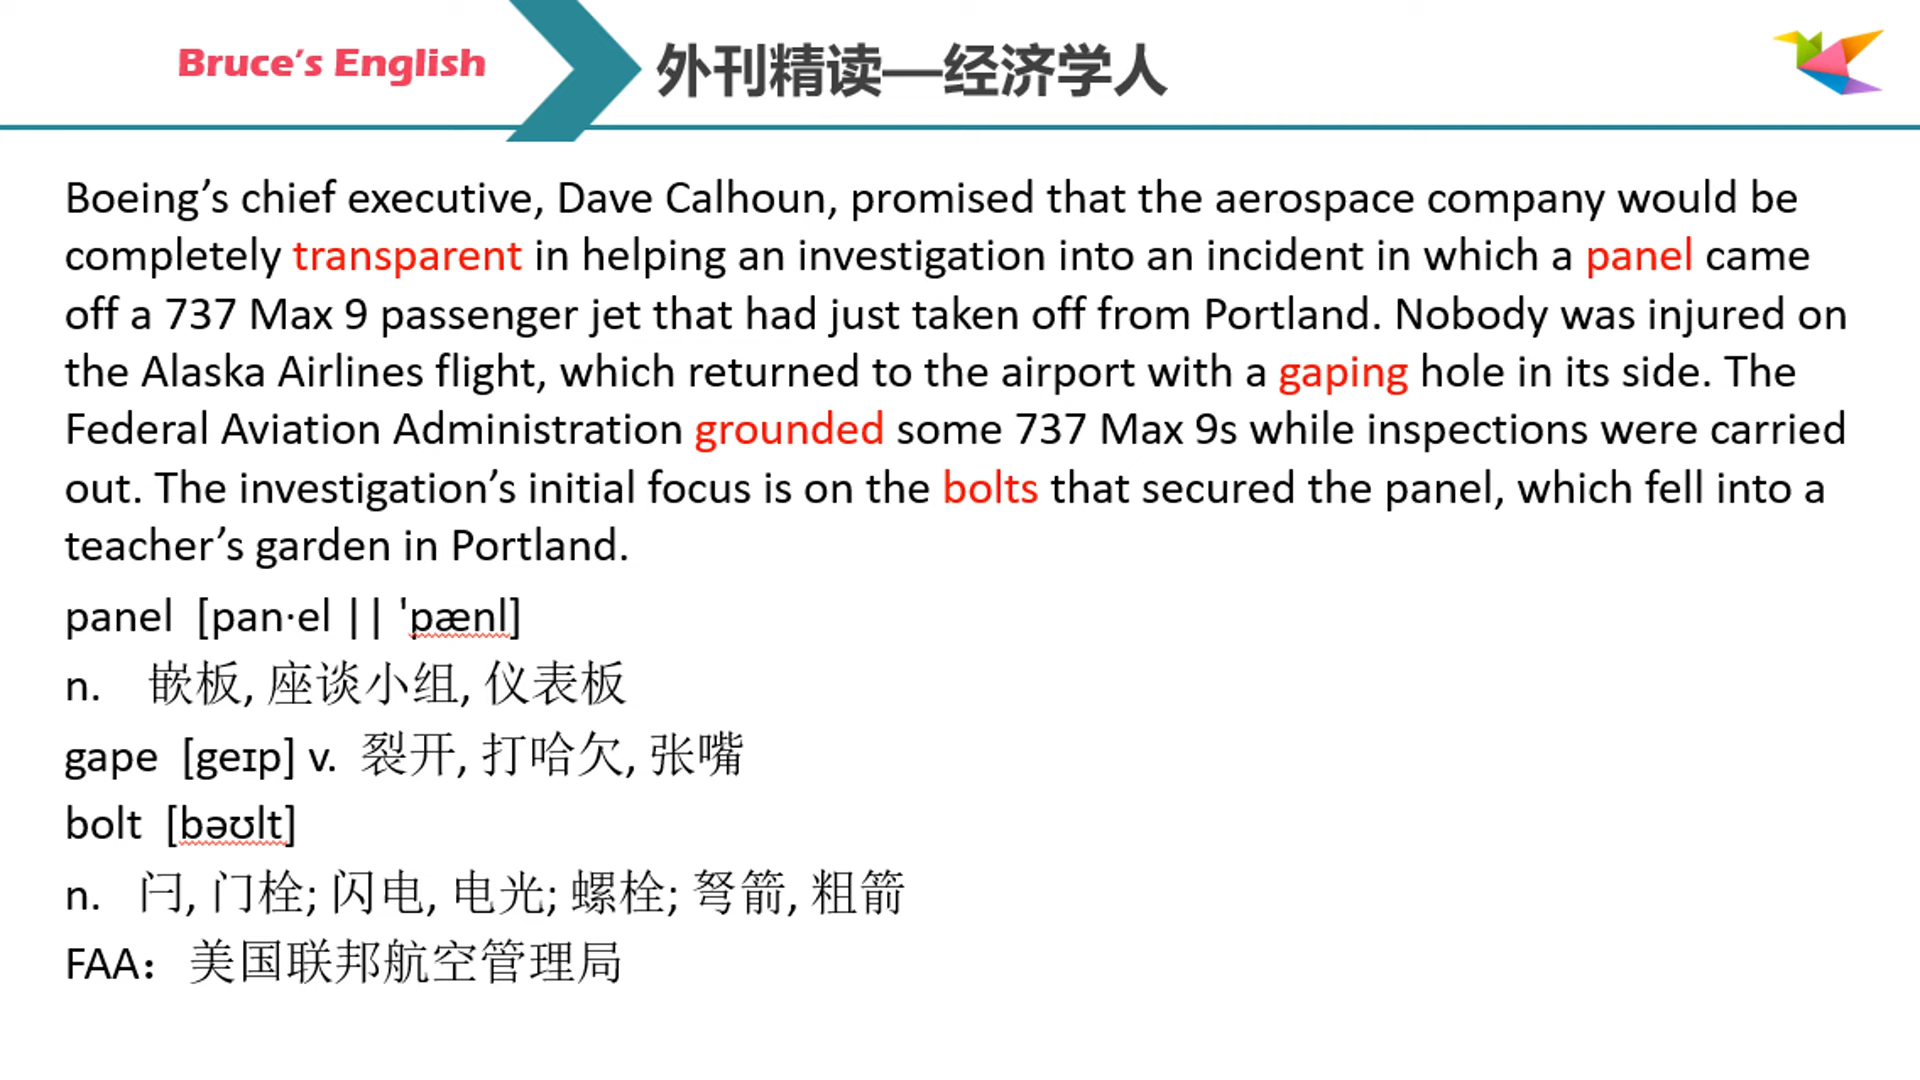 Bruce's English
外刊精读—经济学人
Boeing’s chief executive, Dave Calhoun, promised that the aerospace company would be
completely transparent in helping an investigation into an incident in which a panel came
off a 737 Max 9 passenger jet that had just taken off from Portland. Nobody was injured on
the Alaska Airlines flight, which returned to the airport with a gaping hole in its side. The
Federal Aviation Administration grounded some 737 Max 9s while inspections were carried
out. The investigation’s initial focus is on the bolts that secured the panel, which fell into a
teacher’s garden in Portland.
panel [pan·el || 'pænl]
n. 嵌板, 座谈小组, 仪表板
gape [geɪp] v. 裂开, 打哈欠, 张嘴
bolt [bəʊlt]
n. 闩, 门栓; 闪电, 电光; 螺栓; 弩箭, 粗箭
FAA：美国联邦航空管理局